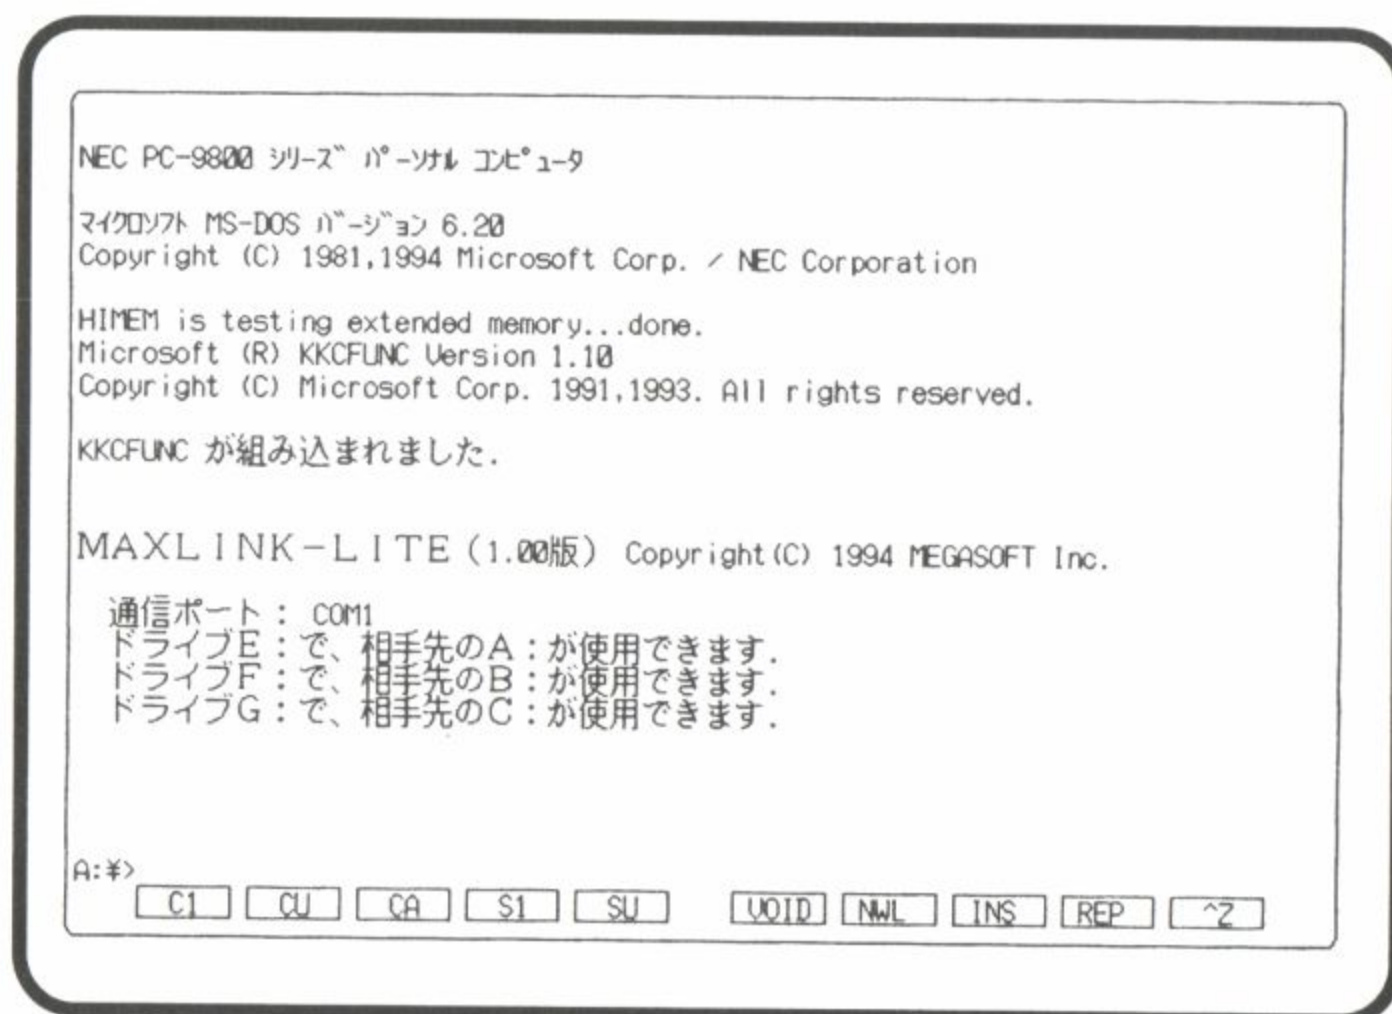 NEC PC-9800 シリーズ パーソナル コンピュータ
マイクロソフト MS-DOS バージョン 6.20
Copyright (C) 1981,1994 Microsoft Corp. / NEC Corporation
HIMEM is testing extended memory...done.
Microsoft (R) KKCFUNC Version 1.10
Copyright (C) Microsoft Corp. 1991,1993. All rights reserved.
KKCFUNC が組み込まれました.
MAXLINK-LITE(1.00版) Copyright(C) 1994 MEGASOFT Inc.
通信ポート： COM1
ドライブE：で、相手先のA：が使用できます.
ドライブF：で、相手先のB：が使用できます.
ドライブG：で、相手先のC：が使用できます.
A:¥>
C1 CU CA S1 SU VOID NWL INS REP ^Z